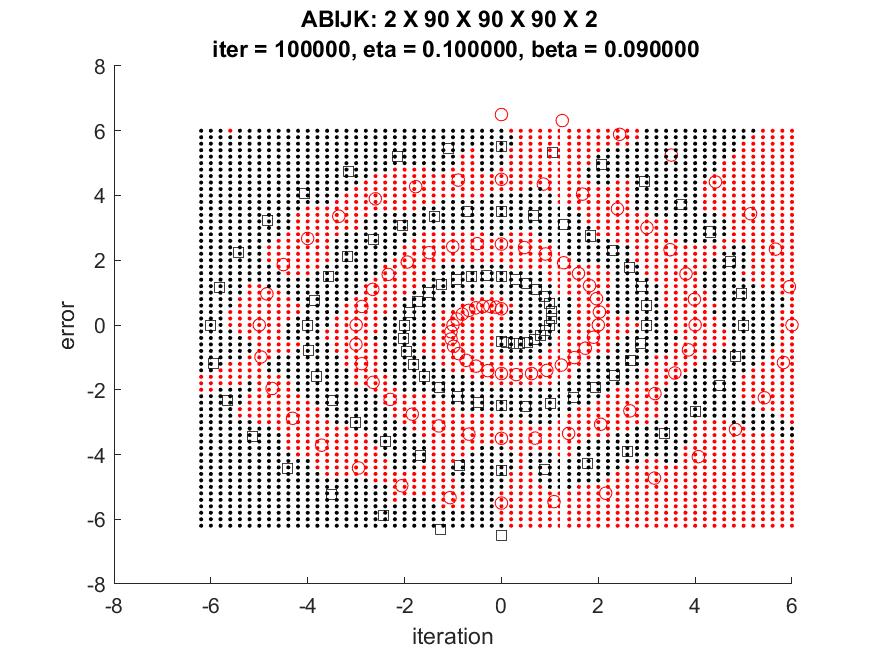 ABIJK: 2 X 90 X 90 X 90 X 2
iter = 100000, eta = 0.100000, beta = 0.090000
8
6
4
2
0
-2
-4
-6
-8
error
-8 -6 -4 -2 0 2 4 6
iteration